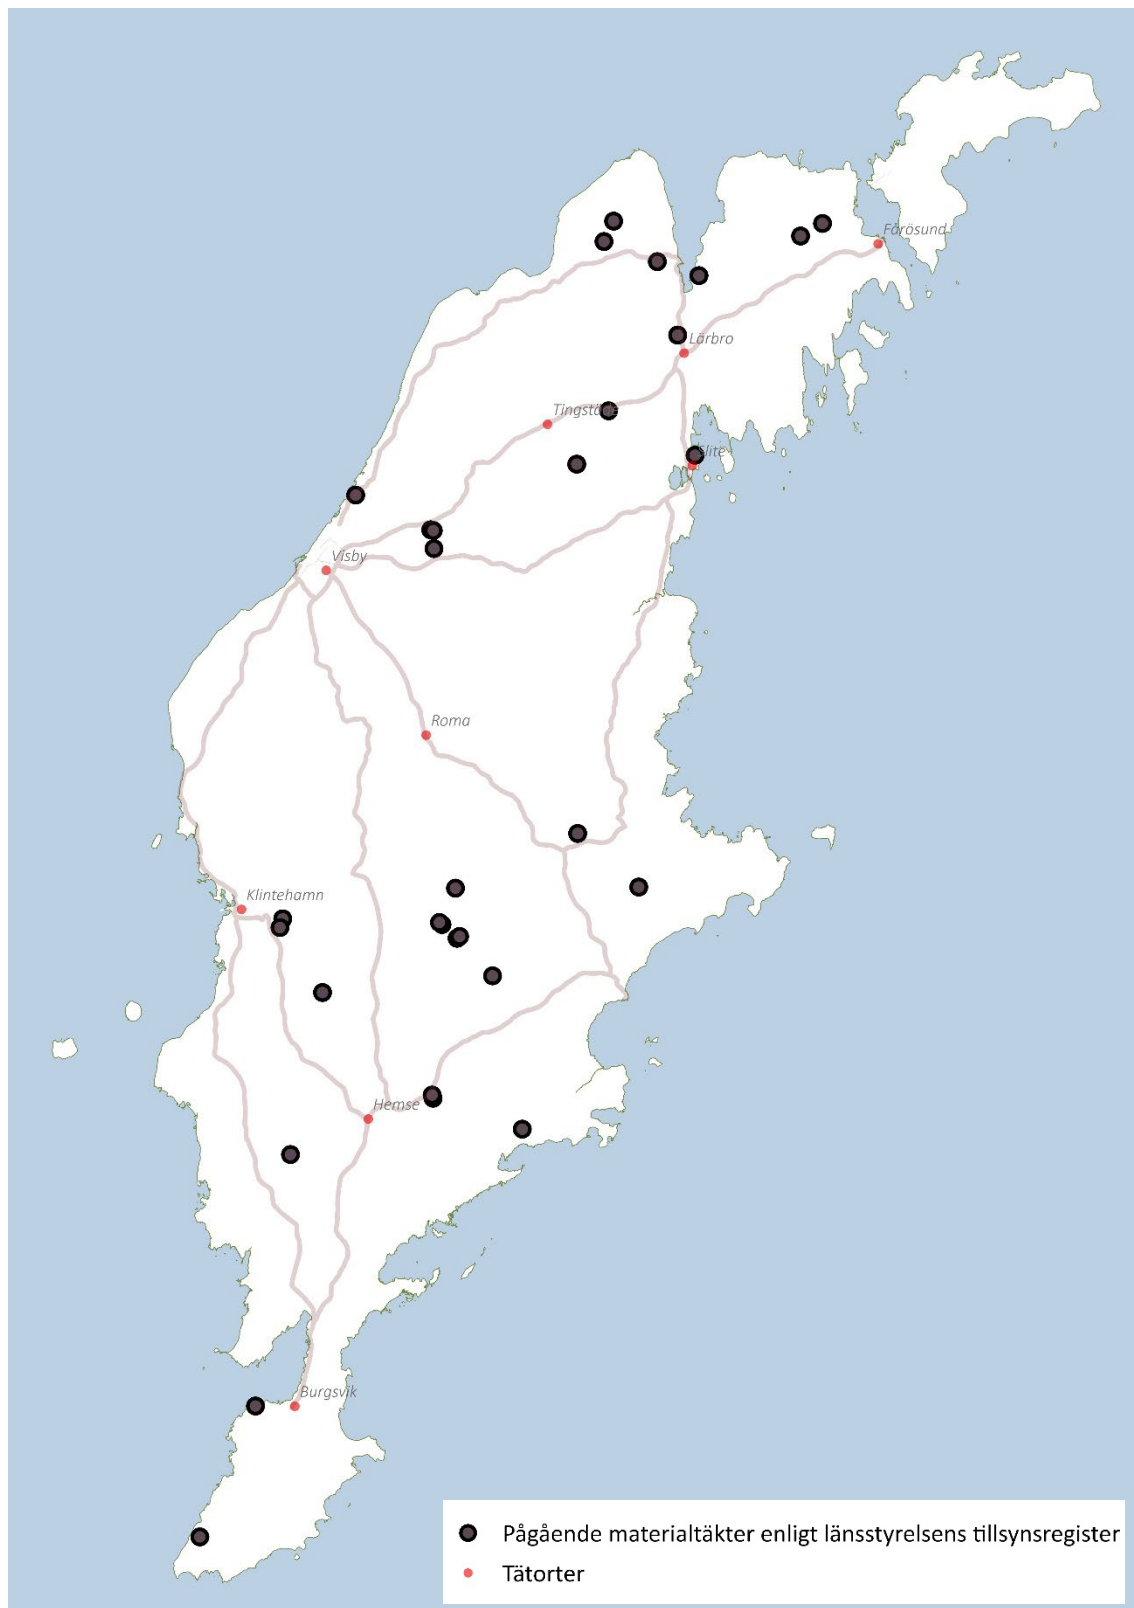 Fårösund
Lärbro
Tingstäde
Slite
Visby
Roma
Klintehamn
Hemse
Burgsvik
Pågående materialtäkter enligt länsstyrelsens tillsynsregister
Tätorter